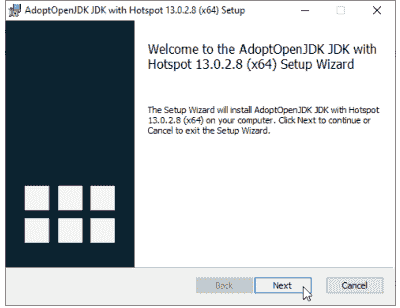 AdoptOpenJDK JDK with Hotspot 13.0.2.8 (x64) Setup
Welcome to the AdoptOpenJDK JDK with
Hotspot 13.0.2.8 (x64) Setup Wizard
The Setup Wizard will install AdoptOpenJDK JDK with Hotspot
13.0.2.8 (x64) on your computer. Click Next to continue or
Cancel to exit the Setup Wizard.
Back Next Cancel